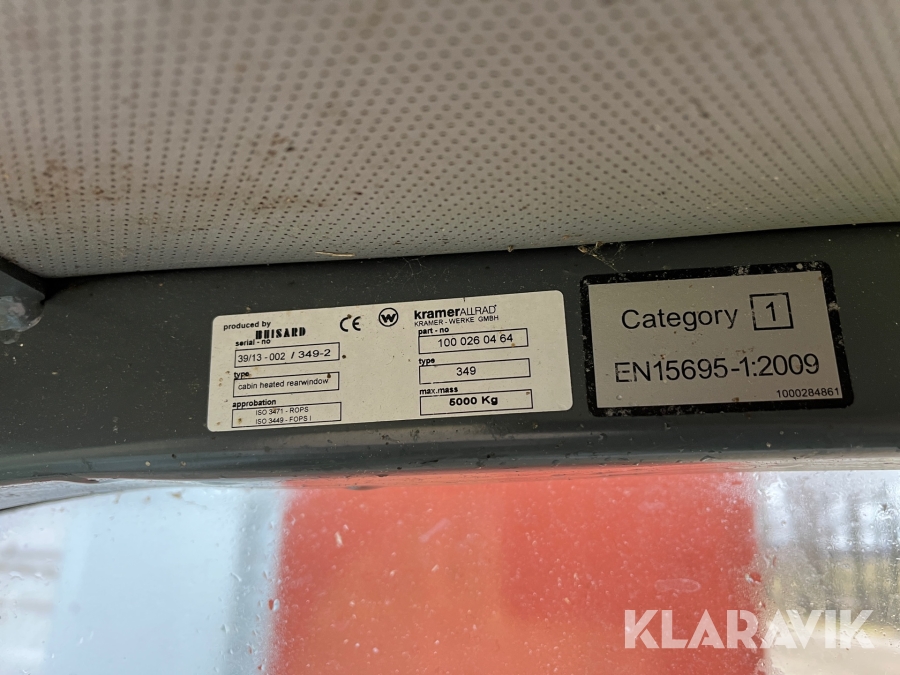 produced by
HUISARD
serial - no
39/13 - 002 / 349-2
type
cabin heated rearwindow
approbation
ISO 3471 - ROPS
ISO 3449 - FOPS I
CE
W
kramerALLRAD
KRAMER - WERKE GMBH
part - no
100 026 04 64
type
349
max.mass
5000 Kg
Category 1
EN15695-1:2009
1000284861
KLARAVIK